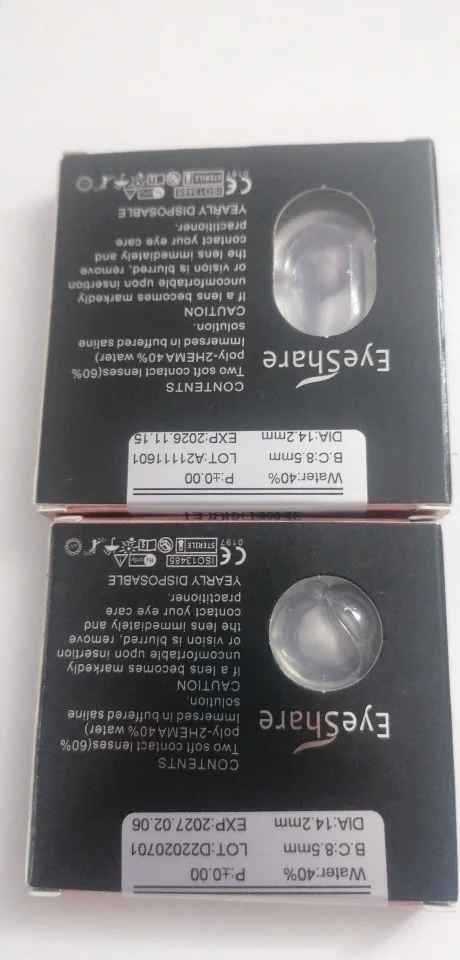 Water:40% P:±0.00
B.C:8.5mm LOT:D22020701
DIA:14.2mm EXP:2027.02.06
EyeShare
CONTENTS
Two soft contact lenses(60%
poly-2HEMA40% water)
Immersed in buffered saline
solution.
CAUTION
If a lens becomes markedly
uncomfortable upon insertion
or vision is blurred, remove
the lens immediately and
contact your eye care
practitioner.
YEARLY DISPOSABLE
CE 0197 ISO13485 STERILE
Water:40% P:±0.00
B.C:8.5mm LOT:A21111601
DIA:14.2mm EXP:2026.11.15
EyeShare
CONTENTS
Two soft contact lenses(60%
poly-2HEMA40% water)
Immersed in buffered saline
solution.
CAUTION
If a lens becomes markedly
uncomfortable upon insertion
or vision is blurred, remove
the lens immediately and
contact your eye care
practitioner.
YEARLY DISPOSABLE
CE 0197 ISO13485 STERILE